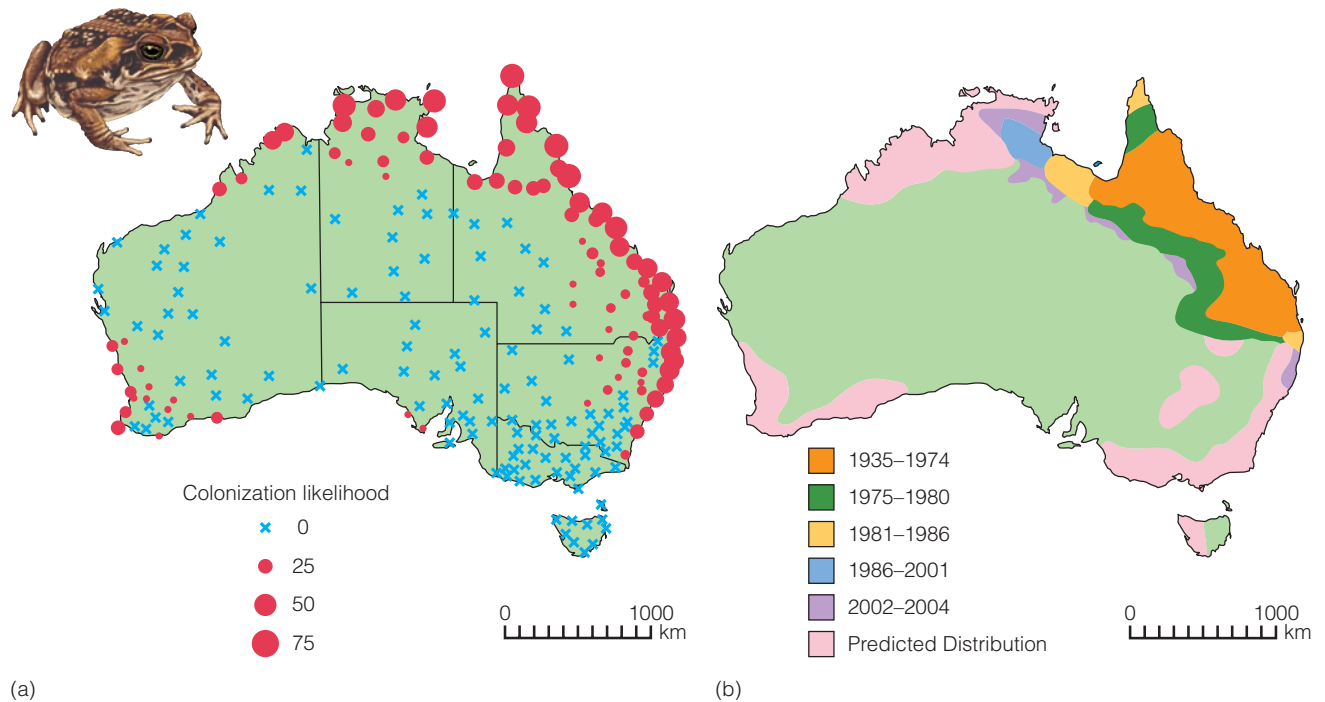 Colonization likelihood
0
25
50
75
0 1000
km
(a)
1935–1974
1975–1980
1981–1986
1986–2001
2002–2004
Predicted Distribution
0 1000
km
(b)